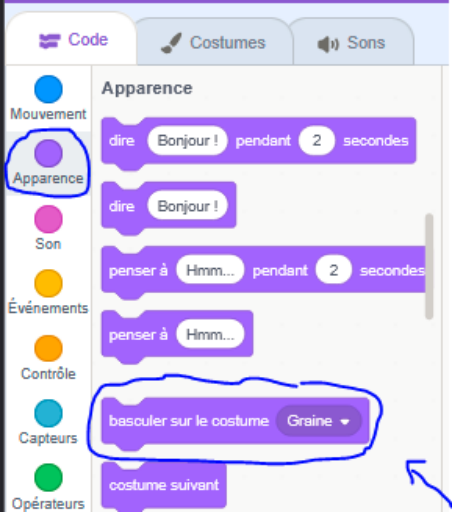 Code
Costumes
Sons
Mouvement
Apparence
Son
Événements
Contrôle
Capteurs
Opérateurs
Apparence
dire Bonjour ! pendant 2 secondes
dire Bonjour !
penser à Hmm... pendant 2 secondes
penser à Hmm...
basculer sur le costume Graine
costume suivant